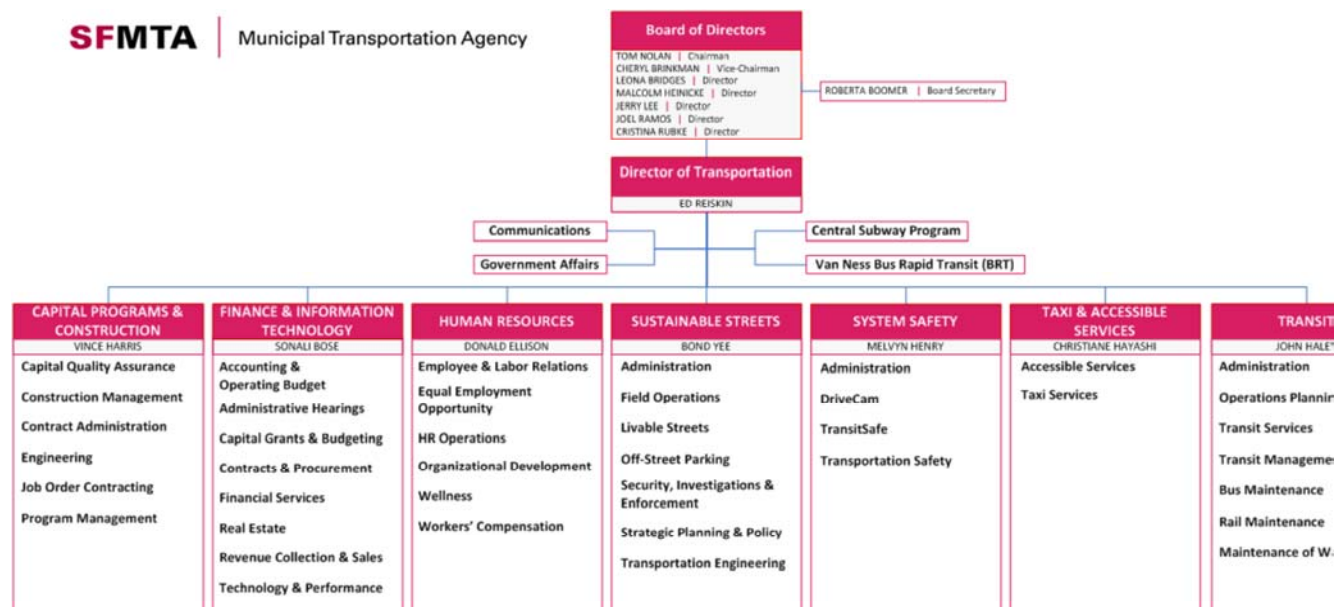 SFMTA | Municipal Transportation Agency
Board of Directors
TOM NOLAN | Chairman
CHERYL BRINKMAN | Vice-Chairman
LEONA BRIDGES | Director
MALCOLM HEINICKE | Director
JERRY LEE | Director
JOEL RAMOS | Director
CRISTINA RUBKE | Director
ROBERTA BOOMER | Board Secretary
Director of Transportation
ED REISKIN
Communications
Government Affairs
Central Subway Program
Van Ness Bus Rapid Transit (BRT)
CAPITAL PROGRAMS &
CONSTRUCTION
VINCE HARRIS
Capital Quality Assurance
Construction Management
Contract Administration
Engineering
Job Order Contracting
Program Management
FINANCE & INFORMATION
TECHNOLOGY
SONALI BOSE
Accounting &
Operating Budget
Administrative Hearings
Capital Grants & Budgeting
Contracts & Procurement
Financial Services
Real Estate
Revenue Collection & Sales
Technology & Performance
HUMAN RESOURCES
DONALD ELLISON
Employee & Labor Relations
Equal Employment
Opportunity
HR Operations
Organizational Development
Wellness
Workers' Compensation
SUSTAINABLE STREETS
BOND YEE
Administration
Field Operations
Livable Streets
Off-Street Parking
Security, Investigations &
Enforcement
Strategic Planning & Policy
Transportation Engineering
SYSTEM SAFETY
MELVYN HENRY
Administration
DriveCam
TransitSafe
Transportation Safety
TAXI & ACCESSIBLE
SERVICES
CHRISTIANE HAYASHI
Accessible Services
Taxi Services
TRANSIT
JOHN
Administration
Operations
Transit Services
Transit
Bus Maintenance
Rail Maintenance
Maintenance of